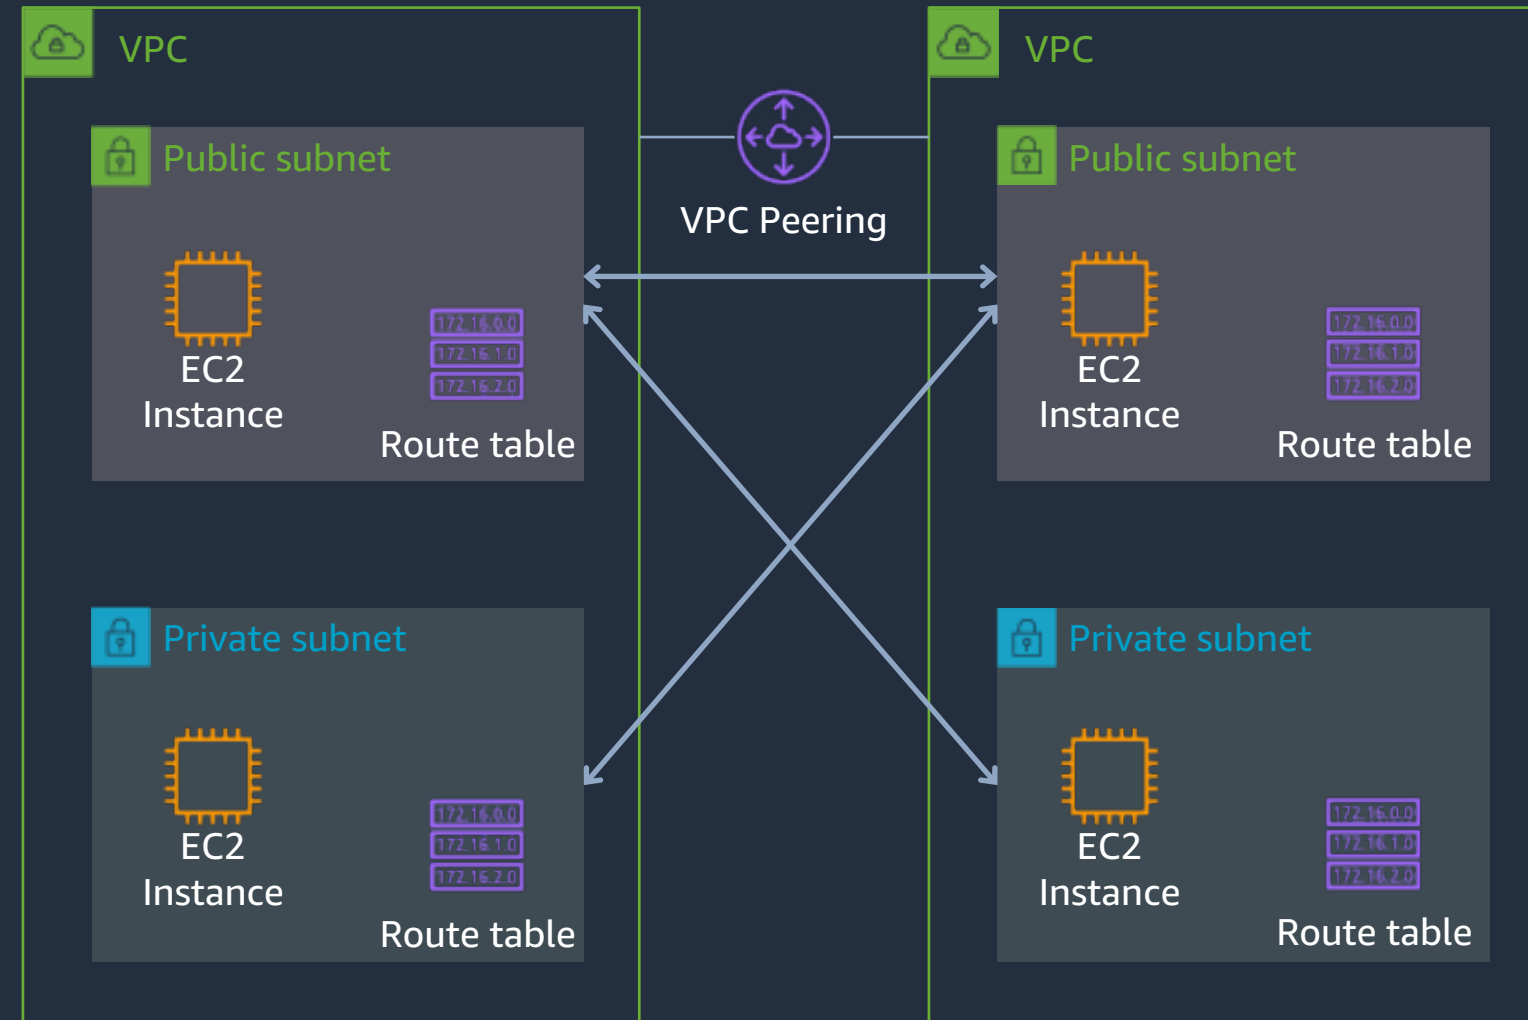 VPC
Public subnet
EC2
Instance
172.16.0.0
172.16.1.0
172.16.2.0
Route table
Private subnet
EC2
Instance
172.16.0.0
172.16.1.0
172.16.2.0
Route table
VPC Peering
VPC
Public subnet
EC2
Instance
172.16.0.0
172.16.1.0
172.16.2.0
Route table
Private subnet
EC2
Instance
172.16.0.0
172.16.1.0
172.16.2.0
Route table